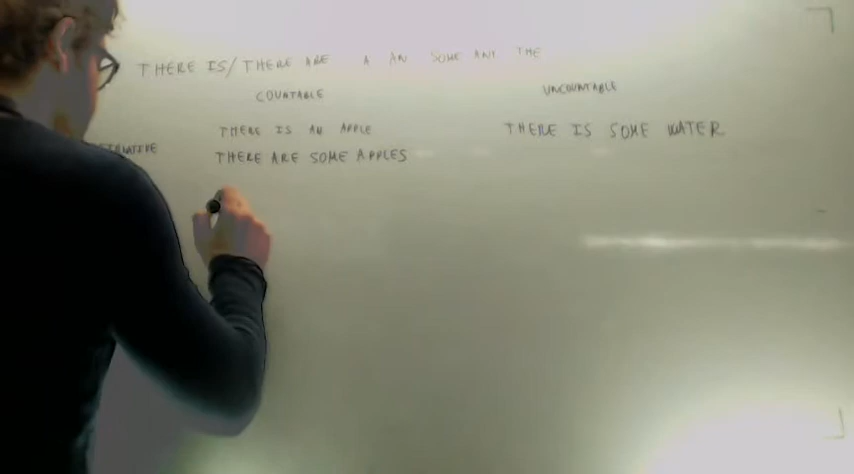 THERE IS/THERE ARE A AN SOME ANY THE
COUNTABLE UNCOUNTABLE
THERE IS AN APPLE THERE IS SOME WATER
THERE ARE SOME APPLES